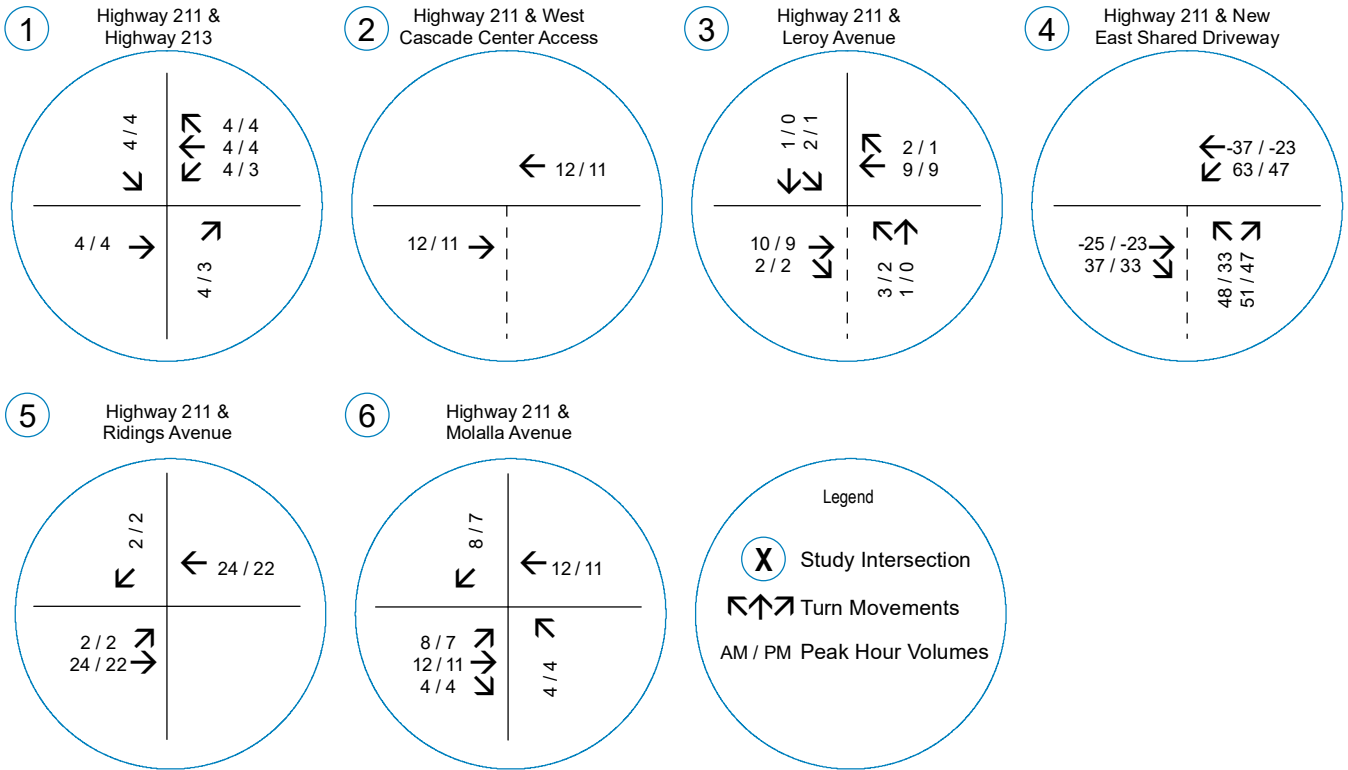 1
Highway 211 &
Highway 213
4 / 4
4 / 4
4 / 4
4 / 3
4 / 4
4 / 3
2
Highway 211 & West
Cascade Center Access
12 / 11
12 / 11
3
Highway 211 &
Leroy Avenue
1 / 0
2 / 1
2 / 1
9 / 9
10 / 9
2 / 2
3 / 2
1 / 0
4
Highway 211 & New
East Shared Driveway
-37 / -23
63 / 47
-25 / -23
37 / 33
48 / 33
51 / 47
5
Highway 211 &
Ridings Avenue
2 / 2
24 / 22
2 / 2
24 / 22
6
Highway 211 &
Molalla Avenue
8 / 7
12 / 11
8 / 7
12 / 11
4 / 4
4 / 4
Legend
X Study Intersection
Turn Movements
AM / PM Peak Hour Volumes